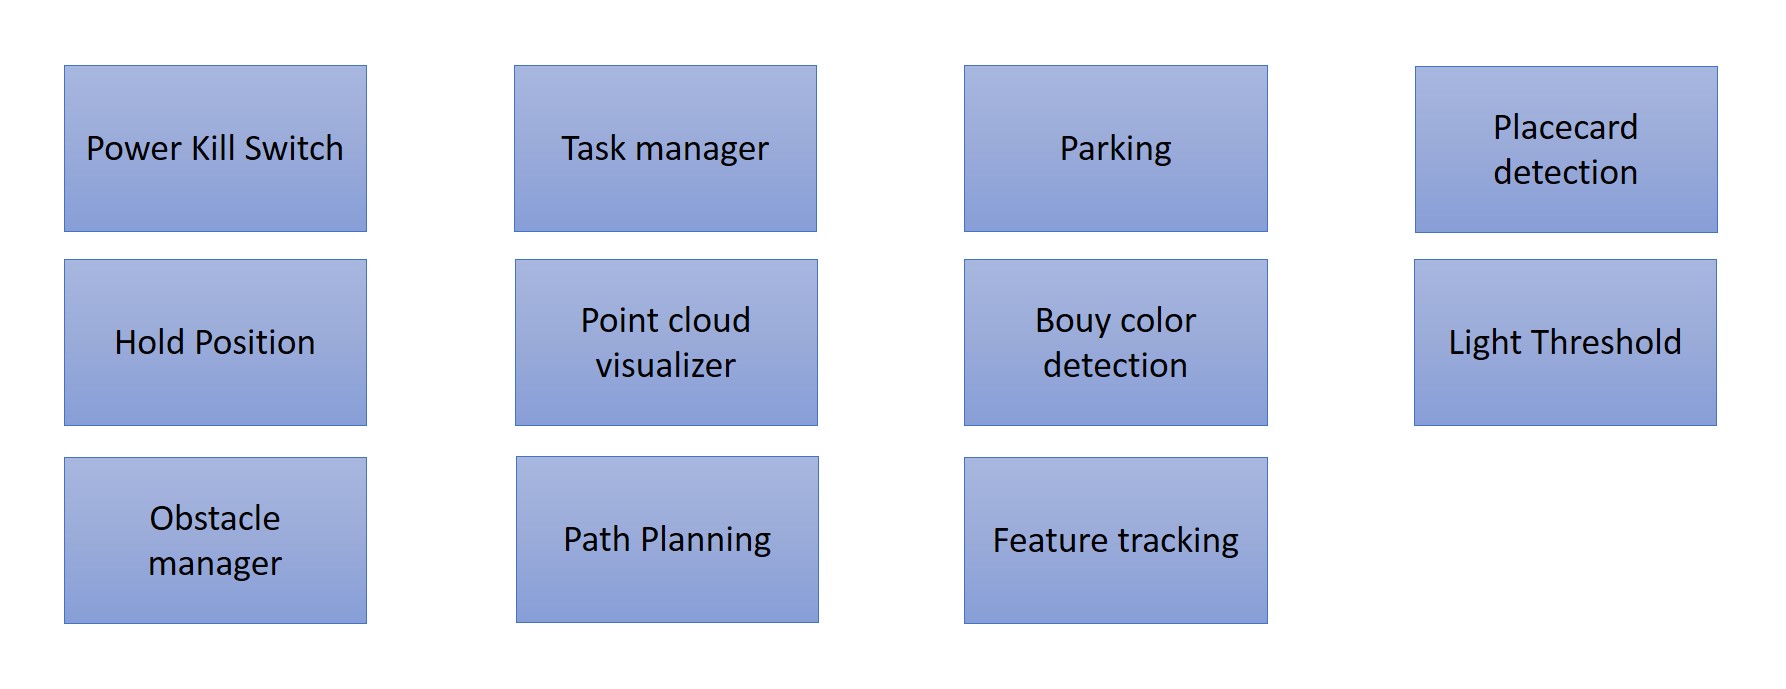 Power Kill Switch
Task manager
Parking
Placecard
detection
Hold Position
Point cloud
visualizer
Bouy color
detection
Light Threshold
Obstacle
manager
Path Planning
Feature tracking